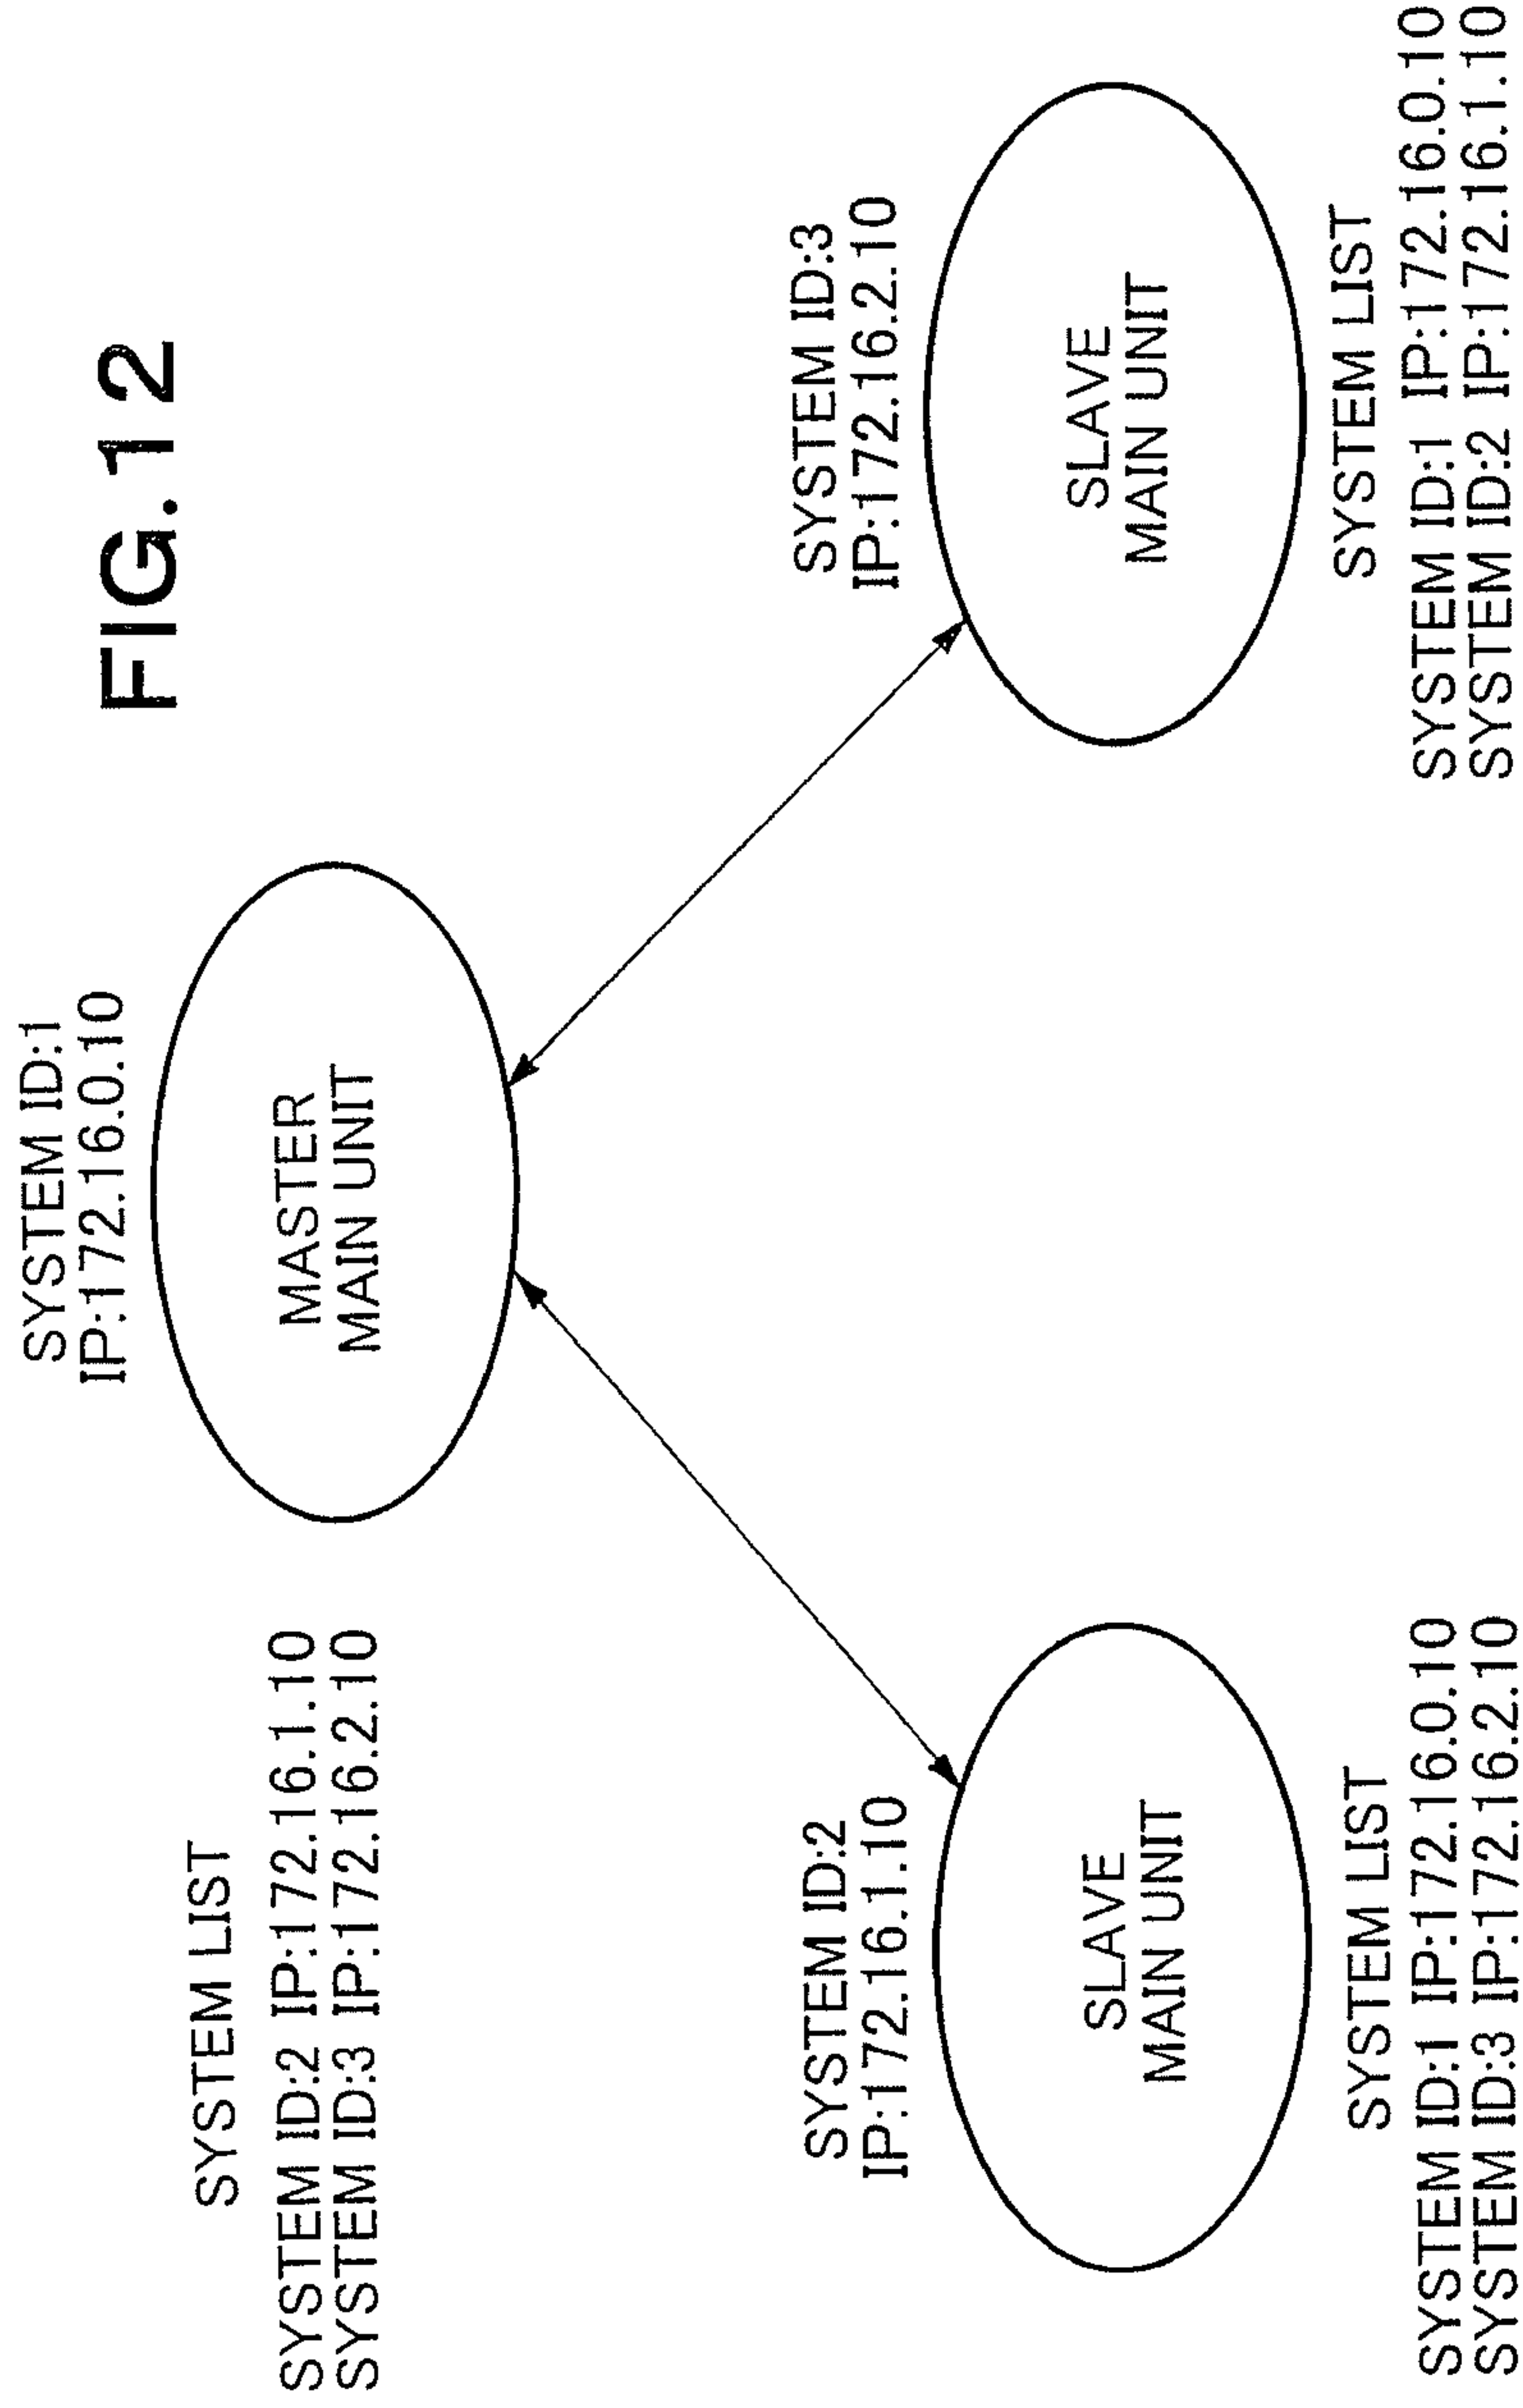 FIG.12
SYSTEM ID:1
IP:172.16.0.10
MASTER
MAIN UNIT
SYSTEM LIST
SYSTEM ID:2 IP:172.16.1.10
SYSTEM ID:3 IP:172.16.2.10
SYSTEM ID:2
IP:172.16.1.10
SLAVE
MAIN UNIT
SYSTEM LIST
SYSTEM ID:1 IP:172.16.0.10
SYSTEM ID:3 IP:172.16.2.10
SYSTEM ID:3
IP:172.16.2.10
SLAVE
MAIN UNIT
SYSTEM LIST
SYSTEM ID:1 IP:172.16.0.10
SYSTEM ID:2 IP:172.16.1.10